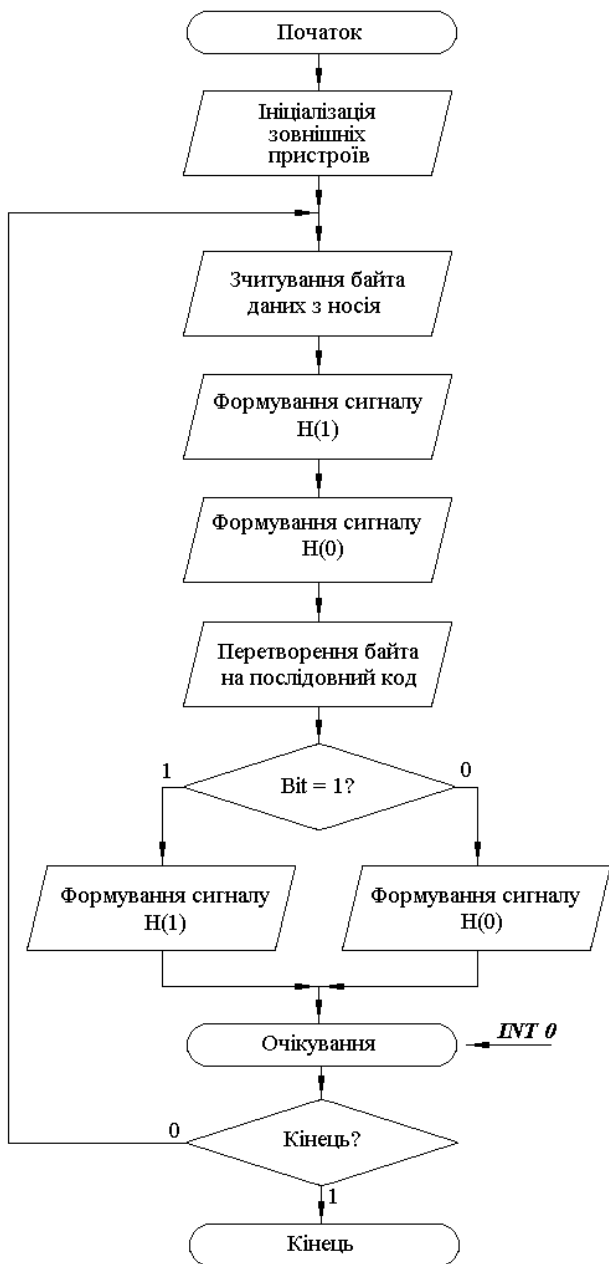 Початок
Ініціалізація
зовнішніх
пристроїв
Зчитування байта
даних з носія
Формування сигналу
H(1)
Формування сигналу
H(0)
Перетворення байта
на послідовний код
1
Bit = 1?
0
Формування сигналу
H(1)
Формування сигналу
H(0)
Очікування
INT 0
0
Кінець?
1
Кінець